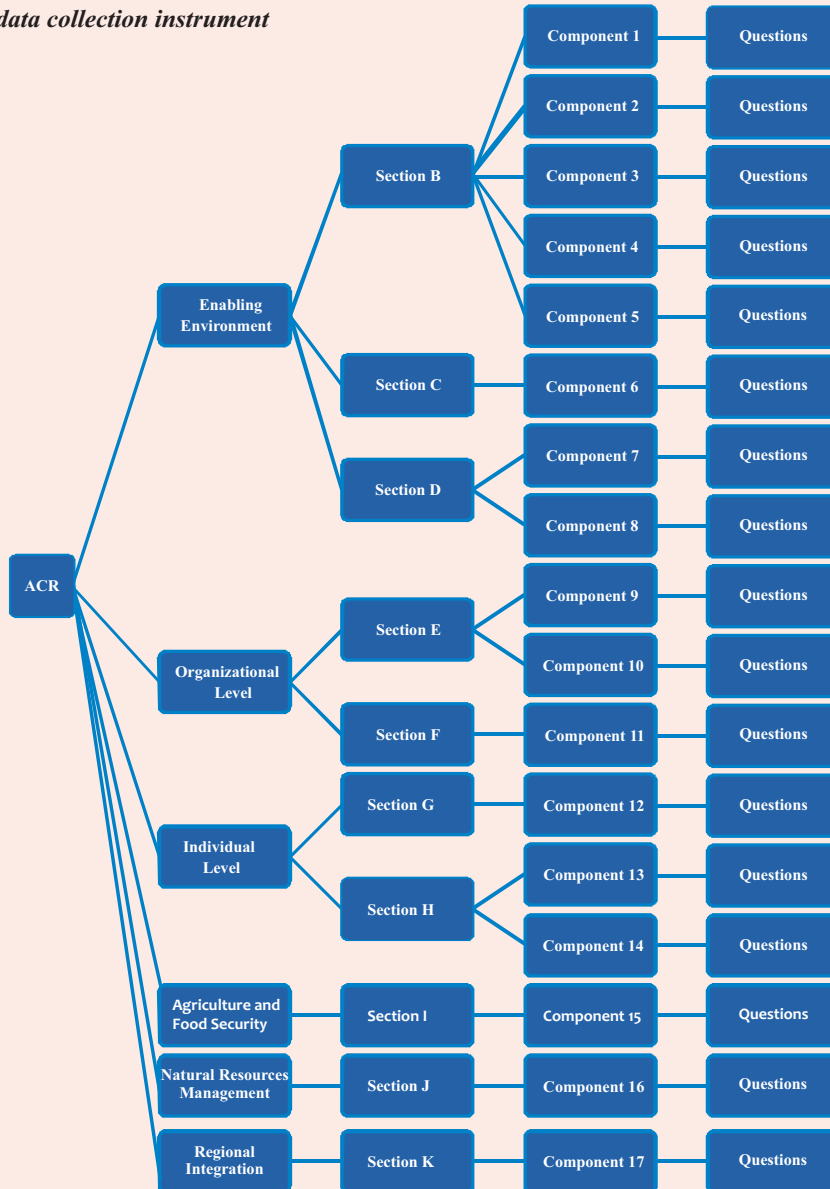 data collection instrument
Component 1
Questions
Component 2
Questions
Section B
Component 3
Questions
Component 4
Questions
Enabling
Environment
Component 5
Questions
Section C
Component 6
Questions
Component 7
Questions
Section D
Component 8
Questions
ACR
Component 9
Questions
Section E
Component 10
Questions
Organizational
Level
Section F
Component 11
Questions
Section G
Component 12
Questions
Individual
Level
Component 13
Questions
Section H
Component 14
Questions
Agriculture and
Food Security
Section I
Component 15
Questions
Natural Resources
Management
Section J
Component 16
Questions
Regional
Integration
Section K
Component 17
Questions